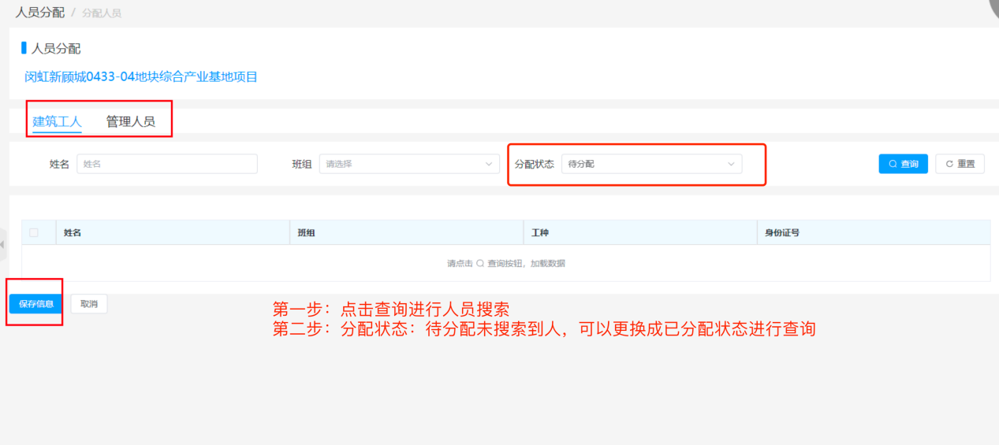 人员分配 / 分配人员
人员分配
闵虹新顾城0433-04地块综合产业基地项目
建筑工人 管理人员
姓名 姓名 班组 请选择 分配状态 待分配 查询 重置
姓名 班组 工种 身份证号
请点击 查询按钮，加载数据
保存信息 取消
第一步：点击查询进行人员搜索
第二步：分配状态：待分配未搜索到人，可以更换成已分配状态进行查询